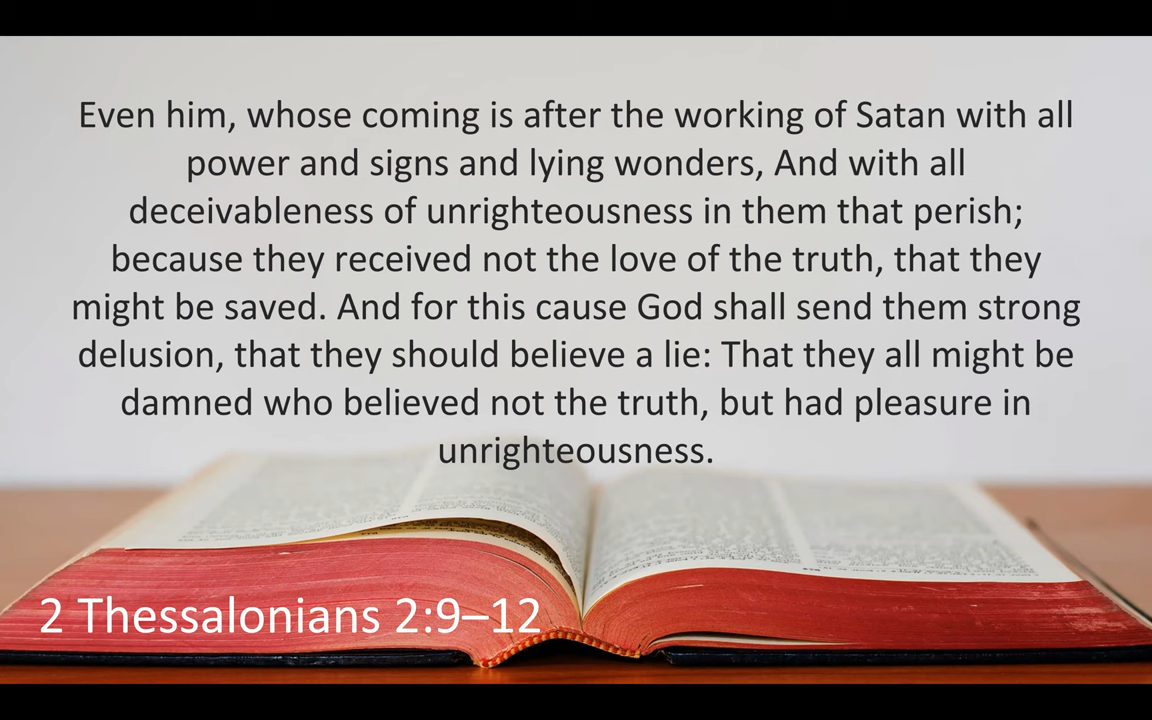 Even him, whose coming is after the working of Satan with all
power and signs and lying wonders, And with all
deceivableness of unrighteousness in them that perish;
because they received not the love of the truth, that they
might be saved. And for this cause God shall send them strong
delusion, that they should believe a lie: That they all might be
damned who believed not the truth, but had pleasure in
unrighteousness.
2 Thessalonians 2:9–12